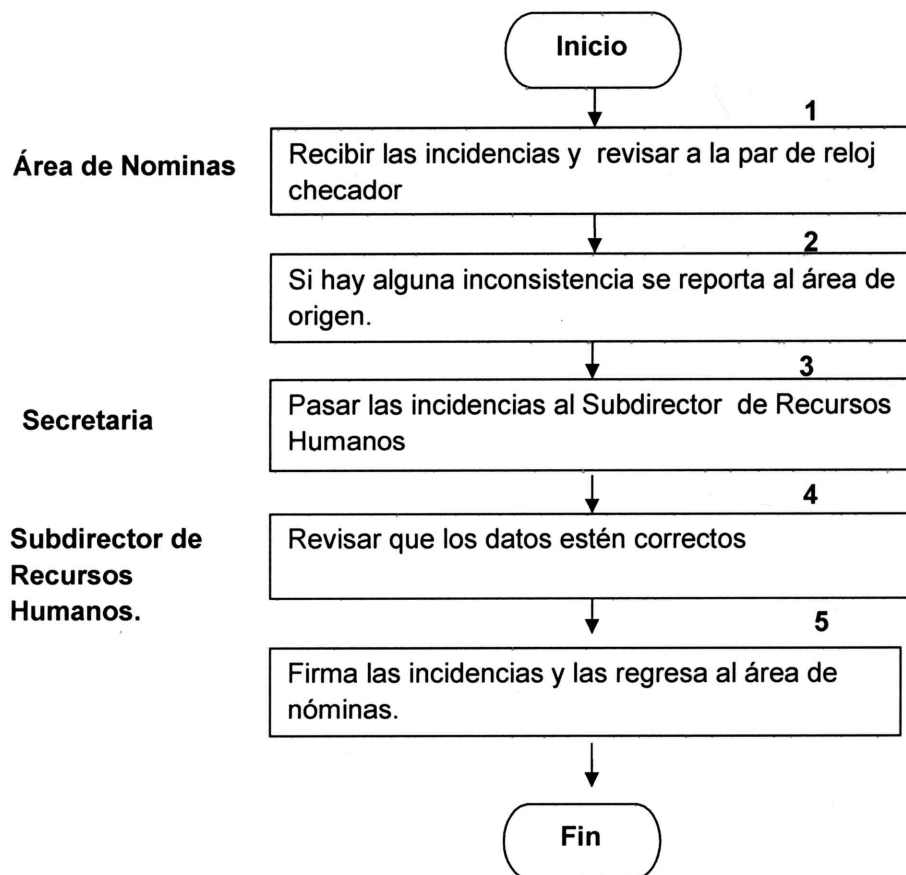 Inicio
1
Área de Nominas
Recibir las incidencias y revisar a la par de reloj
checador
2
Si hay alguna inconsistencia se reporta al área de
origen.
3
Secretaria
Pasar las incidencias al Subdirector de Recursos
Humanos
4
Subdirector de
Recursos
Humanos.
Revisar que los datos estén correctos
5
Firma las incidencias y las regresa al área de
nóminas.
Fin